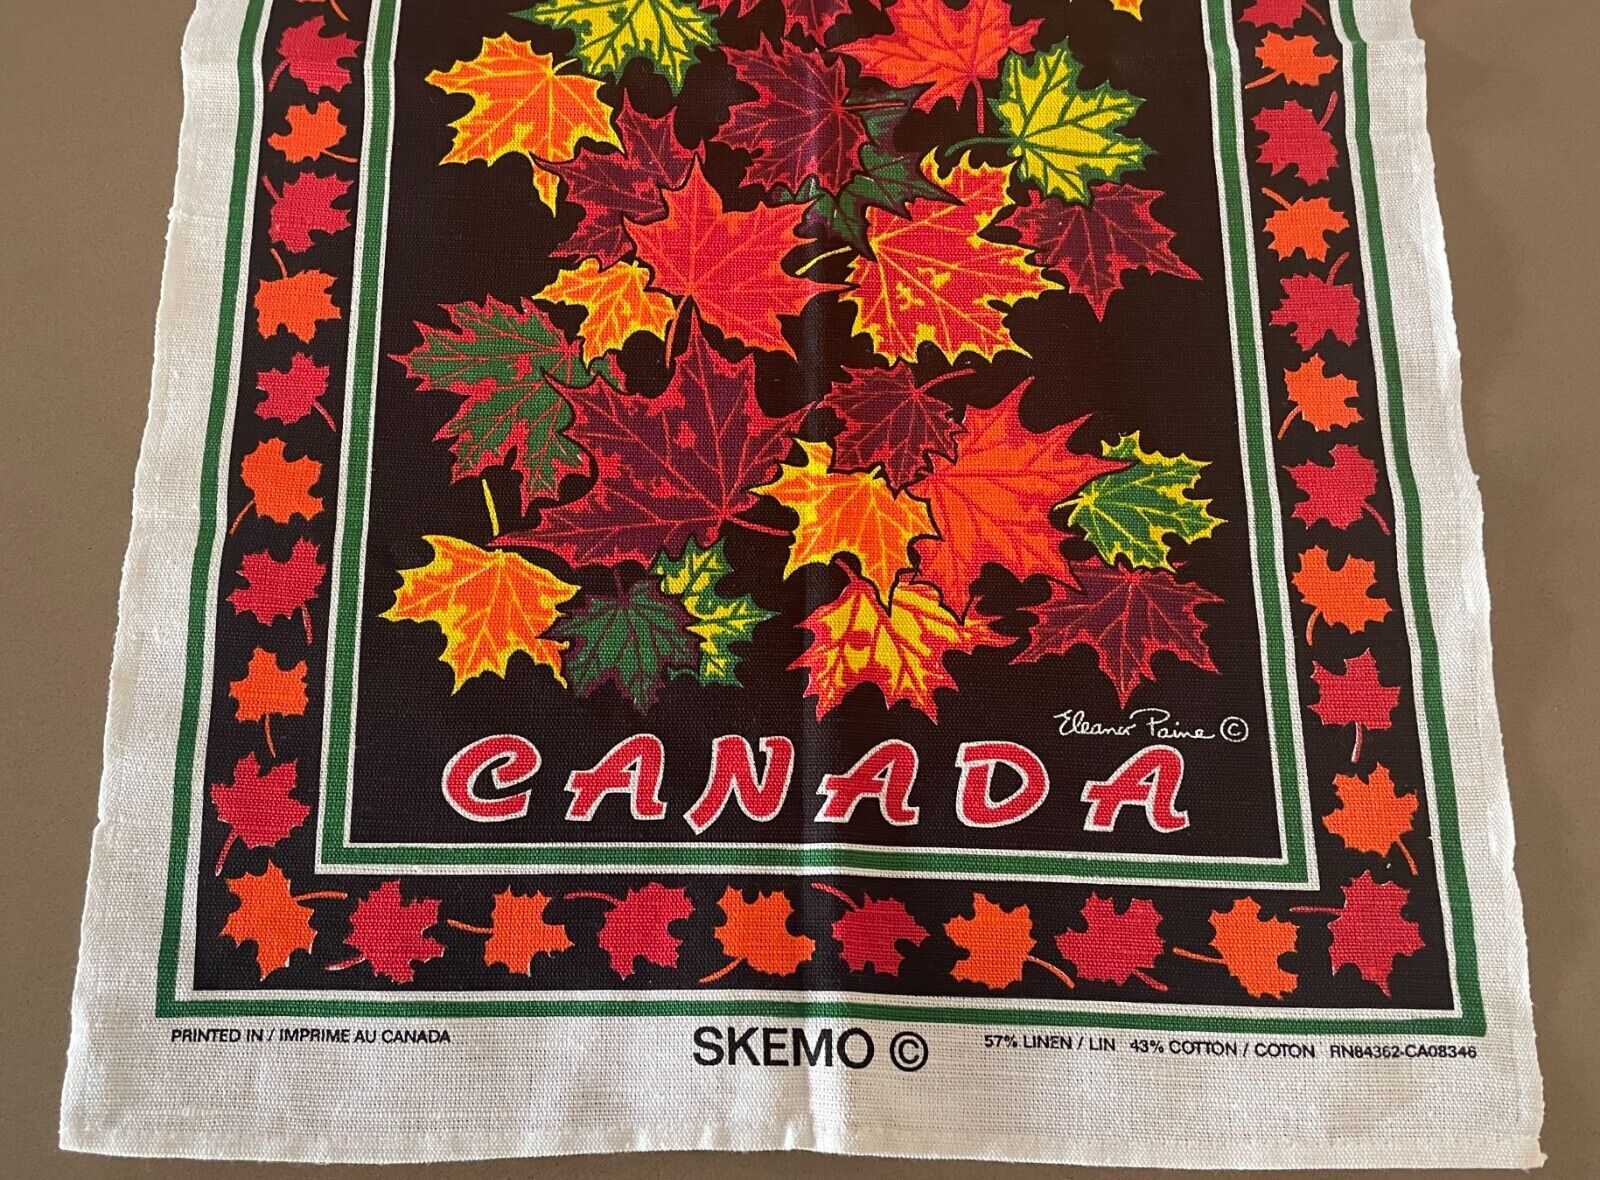 Eleanor Paine ©
CANADA
PRINTED IN / IMPRIME AU CANADA
SKEMO ©
57% LINEN / LIN 43% COTTON / COTON RN84362-CA08346